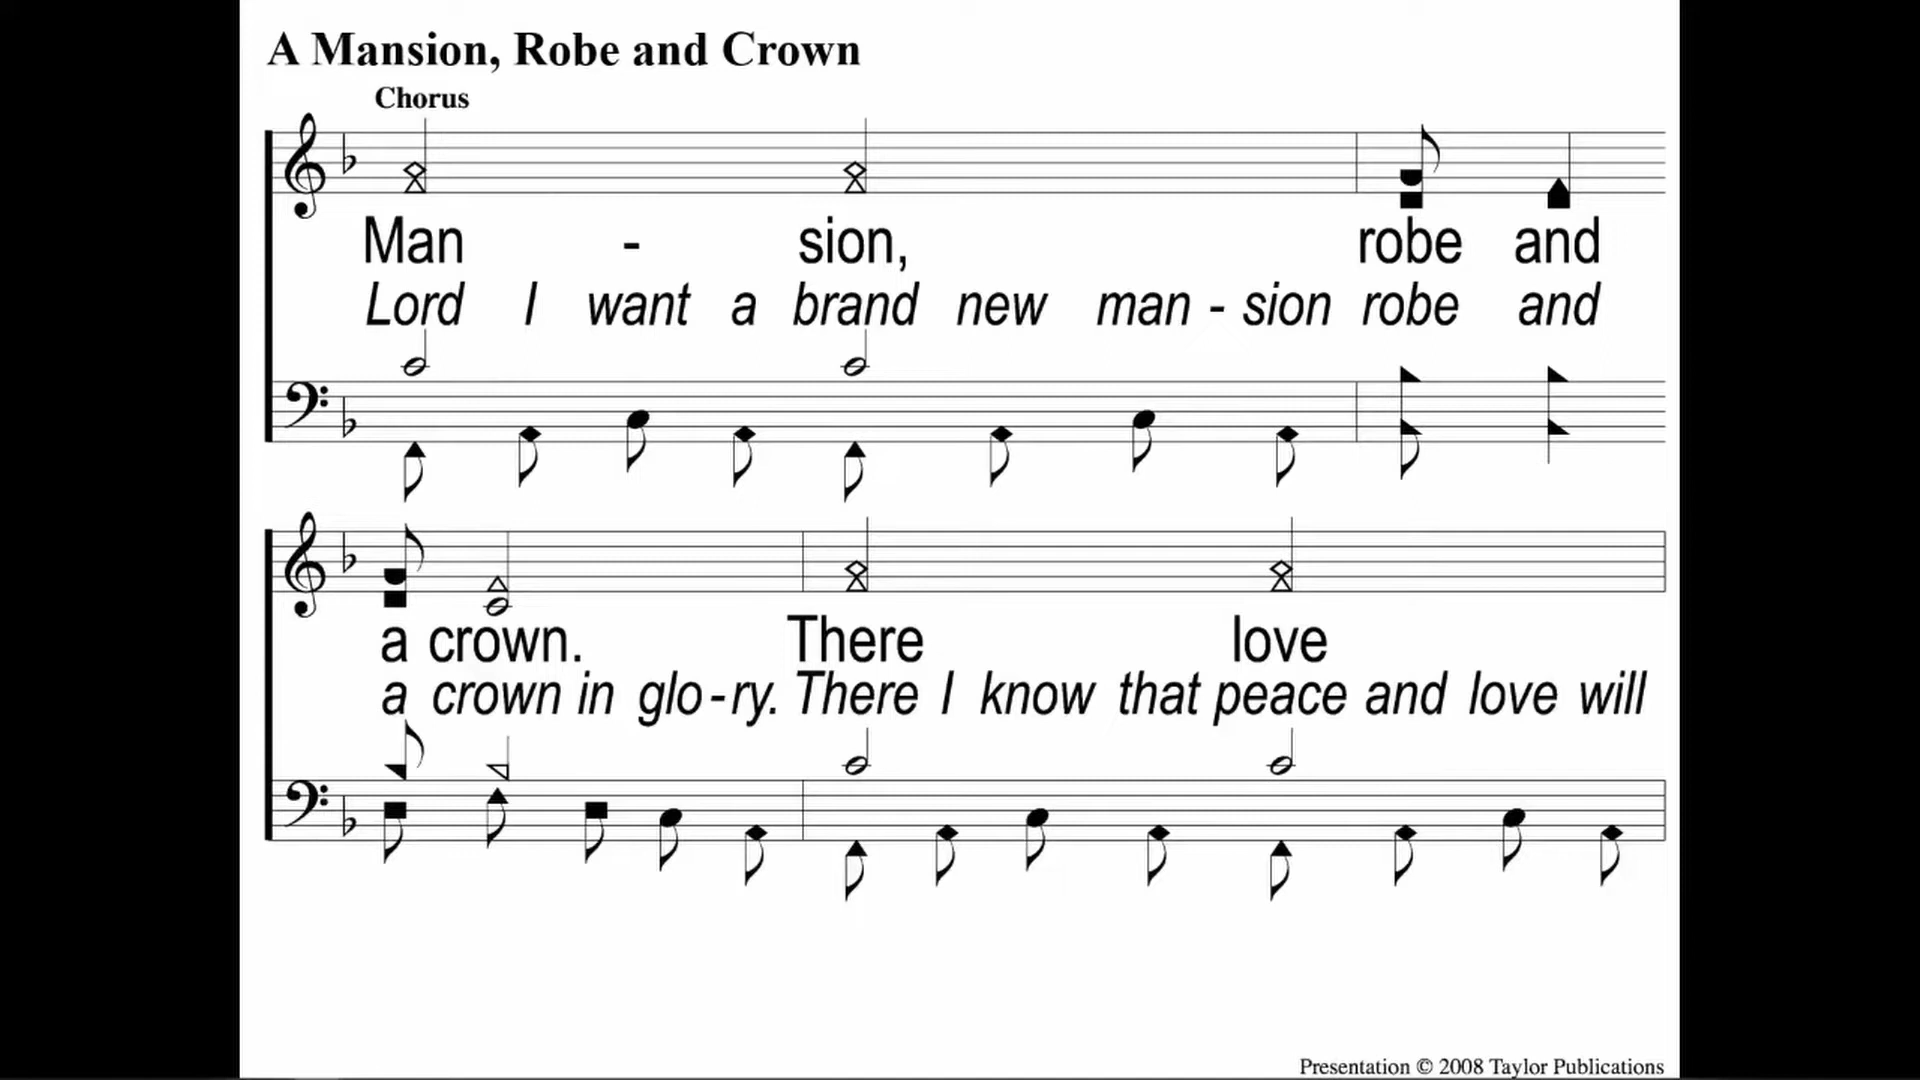 A Mansion, Robe and Crown
Chorus
Man - sion, robe and
Lord I want a brand new man - sion robe and
a crown. There love
a crown in glo - ry. There I know that peace and love will
Presentation © 2008 Taylor Publications